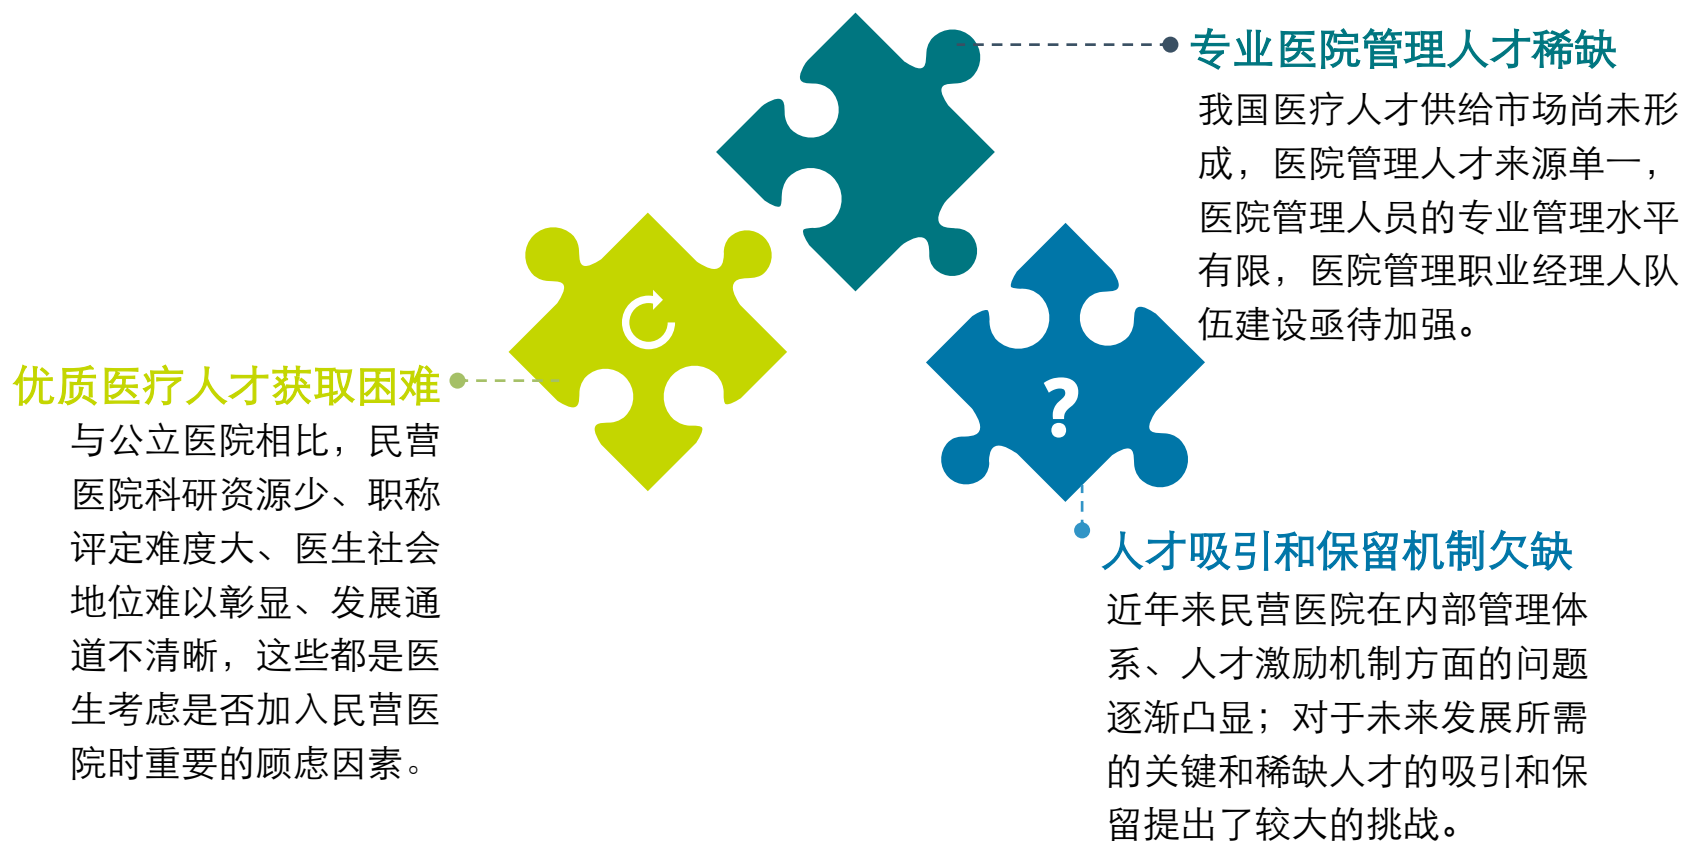 专业医院管理人才稀缺
我国医疗人才供给市场尚未形
成，医院管理人才来源单一，
医院管理人员的专业管理水平
有限，医院管理职业经理人队
伍建设亟待加强。
优质医疗人才获取困难
与公立医院相比，民营
医院科研资源少、职称
评定难度大、医生社会
地位难以彰显、发展通
道不清晰，这些都是医
生考虑是否加入民营医
院时重要的顾虑因素。
?
人才吸引和保留机制欠缺
近年来民营医院在内部管理体
系、人才激励机制方面的问题
逐渐凸显；对于未来发展所需
的关键和稀缺人才的吸引和保
留提出了较大的挑战。